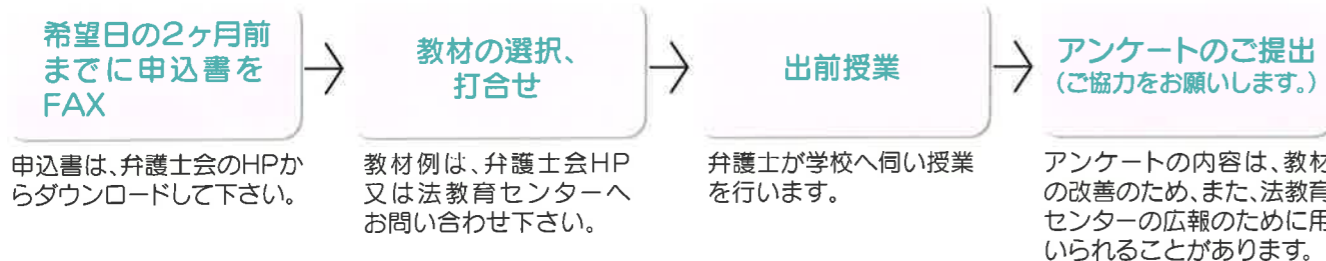 希望日の2ヶ月前
までに申込書を
FAX
申込書は、弁護士会のHPか
らダウンロードして下さい。
教材の選択、
打合せ
教材例は、弁護士会HP
又は法教育センターへ
お問い合わせ下さい。
出前授業
弁護士が学校へ伺い授業
を行います。
アンケートのご提出
(ご協力をお願いします。)
アンケートの内容は、教材
の改善のため、また、法教育
センターの広報のために用
いられることがあります。